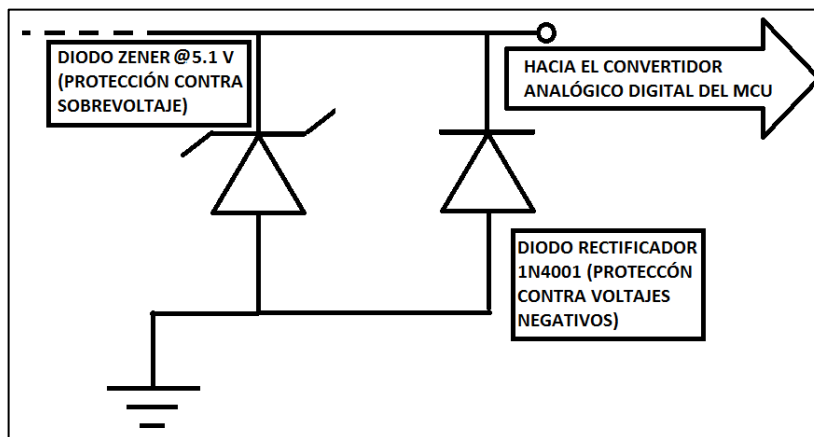 DIODO ZENER @5.1 V
(PROTECCIÓN CONTRA
SOBREVOLTAJE)
HACIA EL CONVERTIDOR
ANALÓGICO DIGITAL DEL MCU
DIODO RECTIFICADOR
1N4001 (PROTECCÓN
CONTRA VOLTAJES
NEGATIVOS)